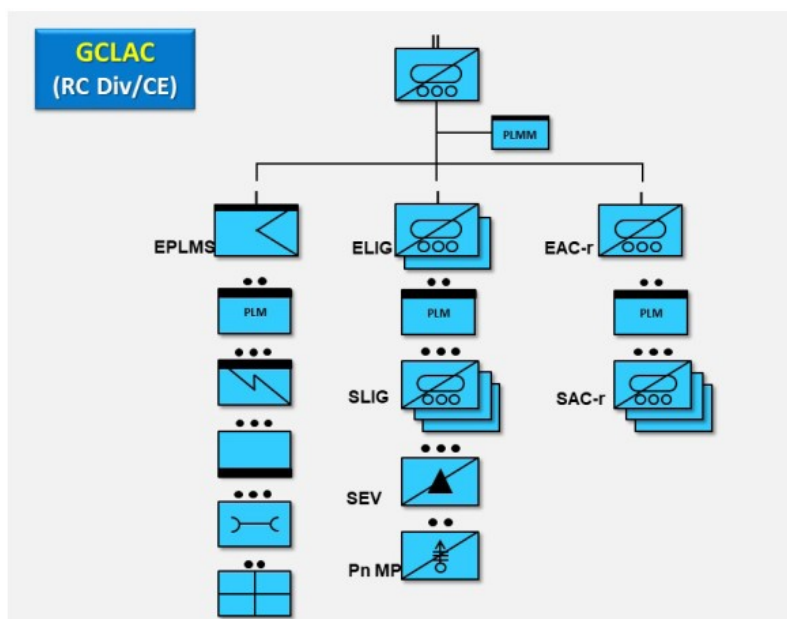 GCLAC
(RC Div/CE)
PLMM
EPLMS
ELIG
EAC-r
PLM
PLM
PLM
SLIG
SAC-r
SEV
Pn MP